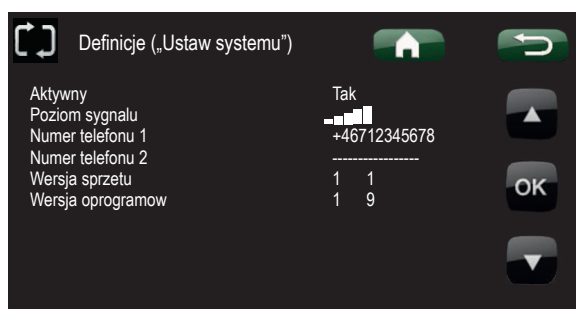 Definicje („Ustaw systemu”)
Aktywny Tak
Poziom sygnalu
Numer telefonu 1 +46712345678
Numer telefonu 2 -----------------
Wersja sprzetu 1 1
Wersja oprogramow 1 9
OK